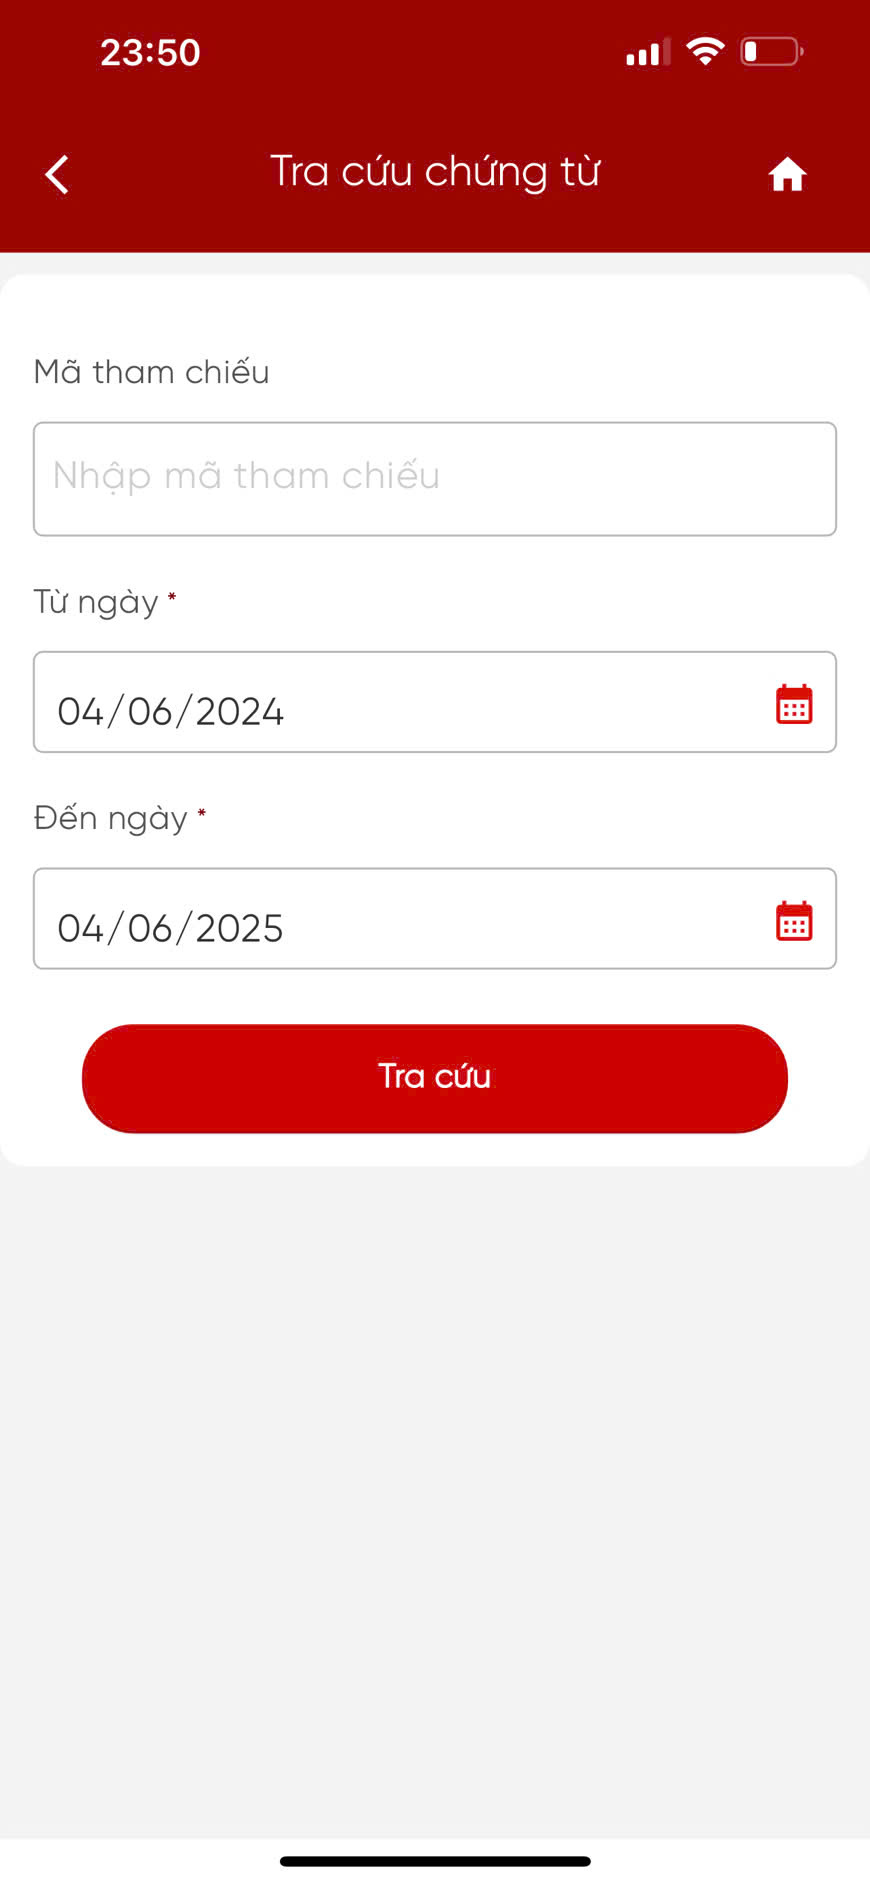 23:50
Tra cứu chứng từ
Mã tham chiếu
Nhập mã tham chiếu
Từ ngày *
04/06/2024
Đến ngày *
04/06/2025
Tra cứu